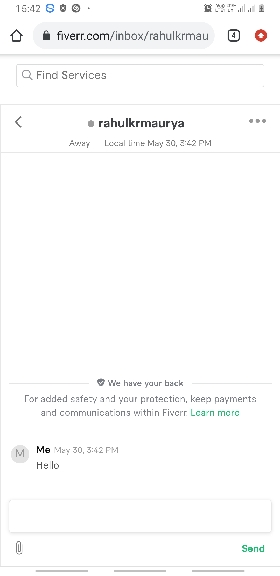 15:42
fiverr.com/inbox/rahulkrmau
4
Find Services
rahulkrmaurya
Away Local time May 30, 3:42 PM
We have your back
For added safety and your protection, keep payments
and communications within Fiverr Learn more
M
Me May 30, 3:42 PM
Hello
Send